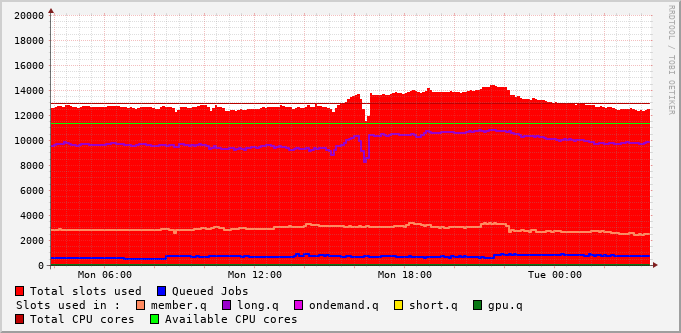 20000
18000
16000
14000
12000
10000
8000
6000
4000
2000
0
Mon 06:00 Mon 12:00 Mon 18:00 Tue 00:00
Total slots used Queued Jobs
Slots used in : member.q long.q ondemand.q short.q gpu.q
Total CPU cores Available CPU cores
RRDTOOL / TOBI OETIKER